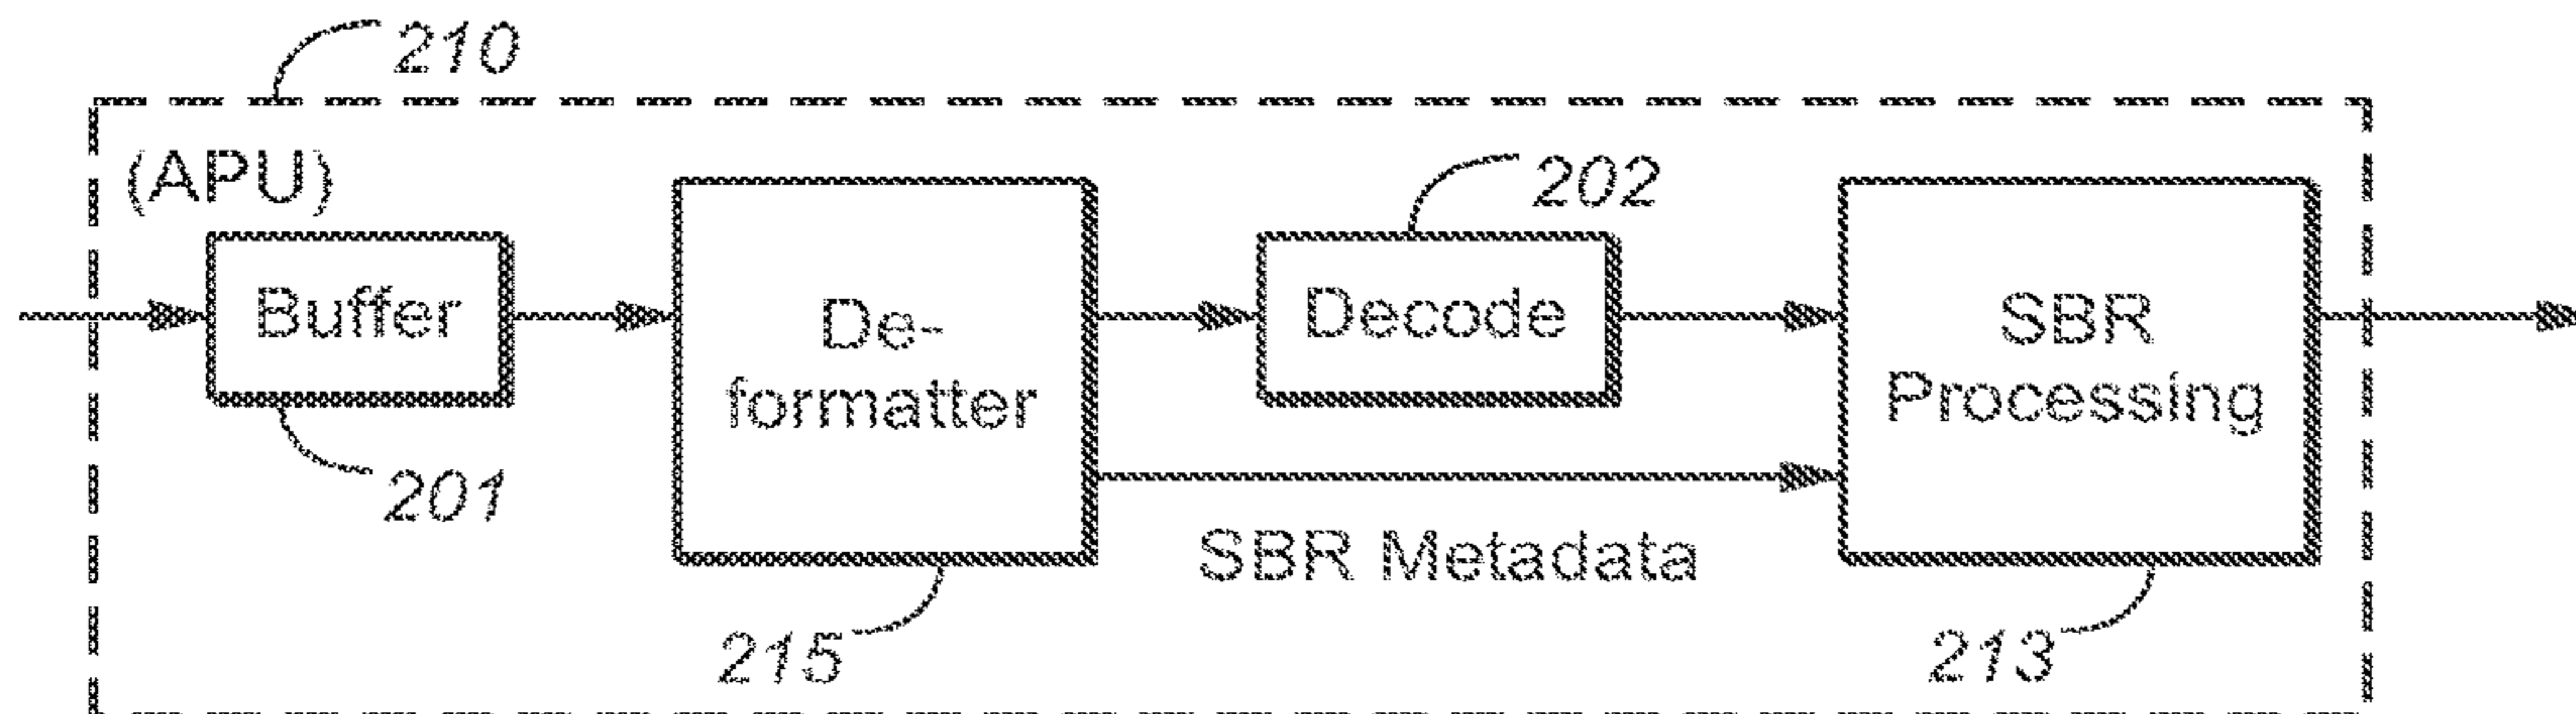 210
(APU)
202
Buffer
De-
formatter
Decode
SBR
Processing
201
SBR Metadata
215
213